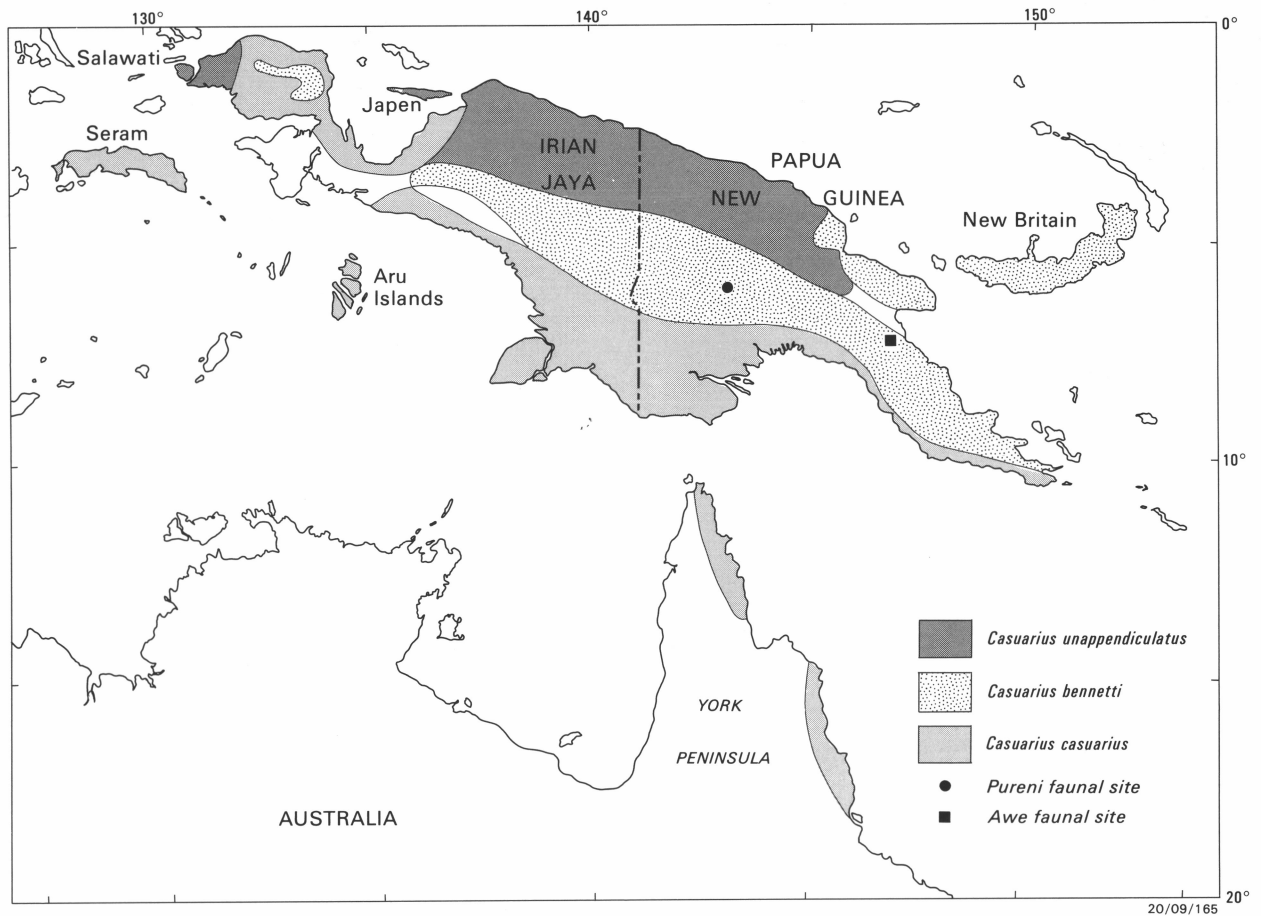 130°
140°
150°
0°
Salawati
Japen
Seram
IRIAN
JAYA
PAPUA
NEW
GUINEA
New Britain
Aru
Islands
10°
YORK
PENINSULA
AUSTRALIA
Casuarius unappendiculatus
Casuarius bennetti
Casuarius casuarius
Pureni faunal site
Awe faunal site
20°
20/09/165